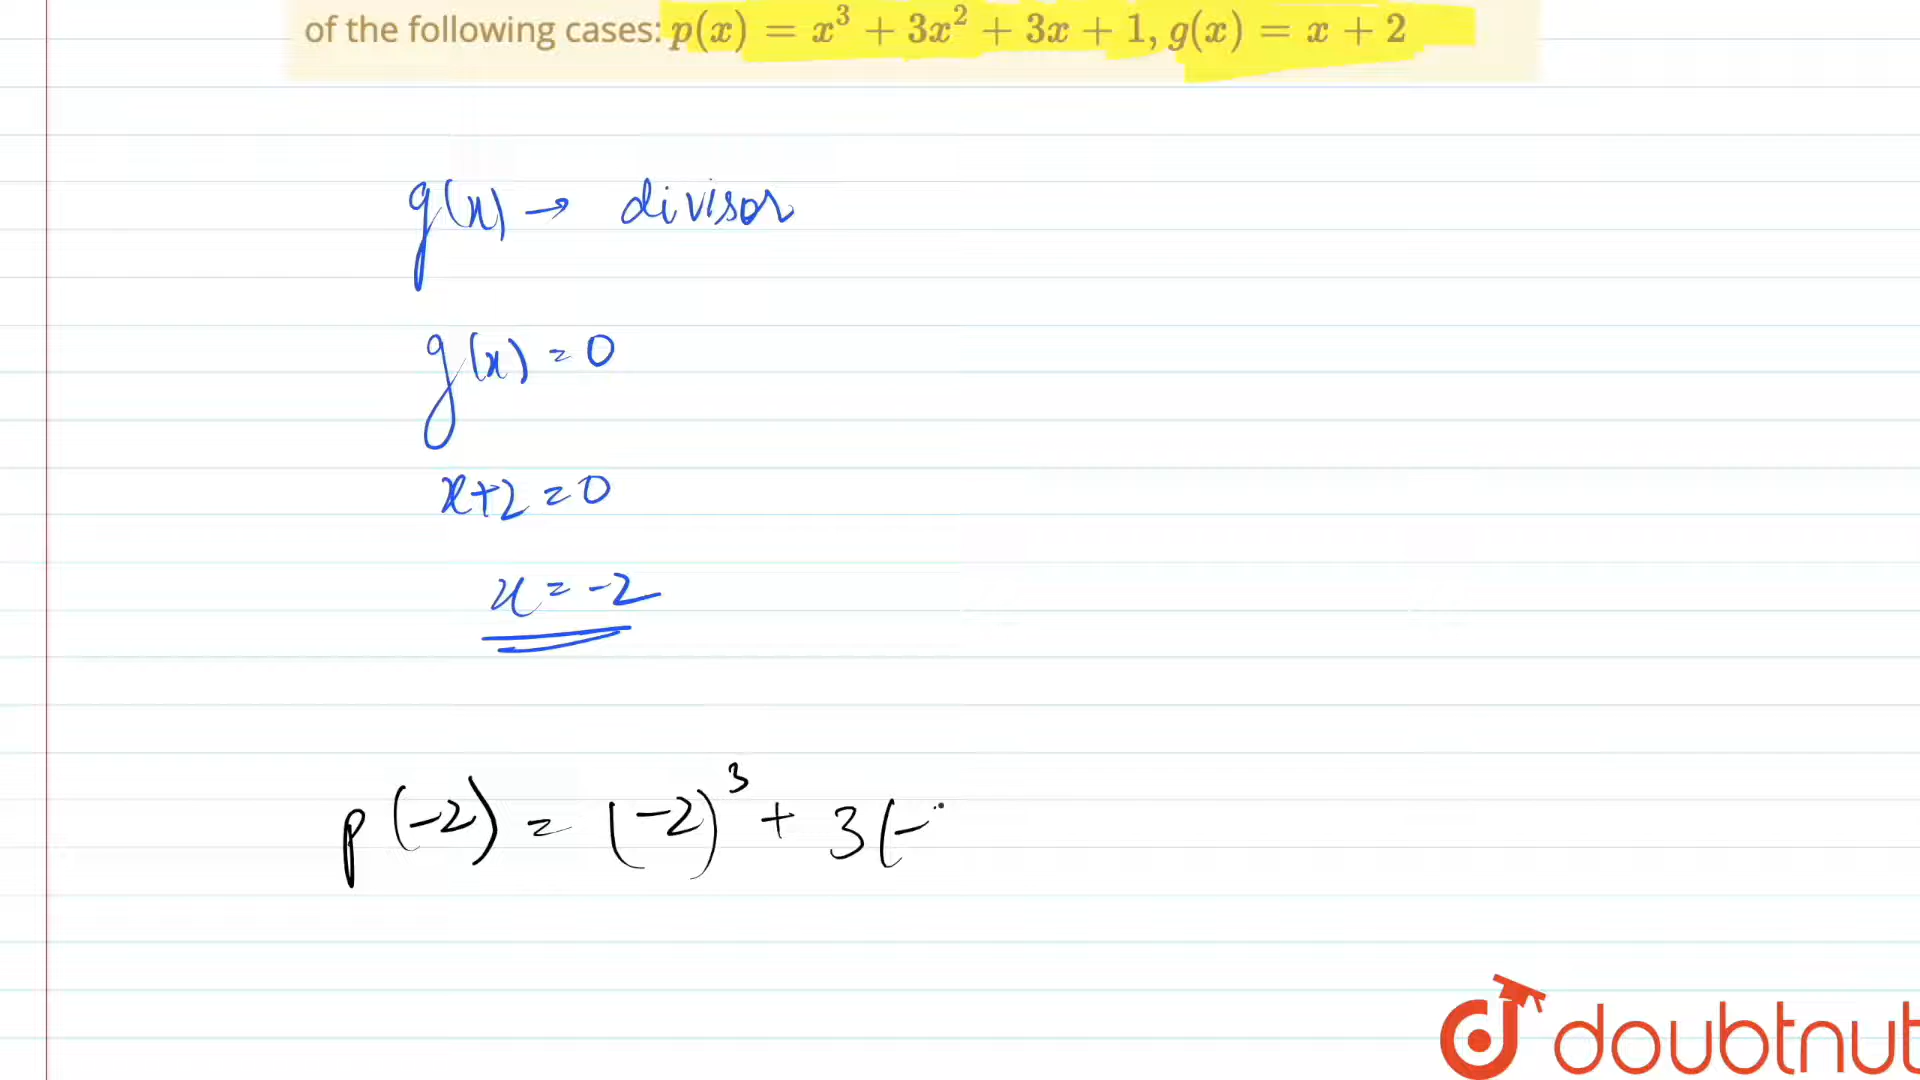 of the following cases: p(x) = x³ + 3x² + 3x + 1, g(x) = x + 2
g(x) → divisor
g(x) = 0
x+2 = 0
x = -2
p(-2) = (-2)³ + 3(-
doubtnut